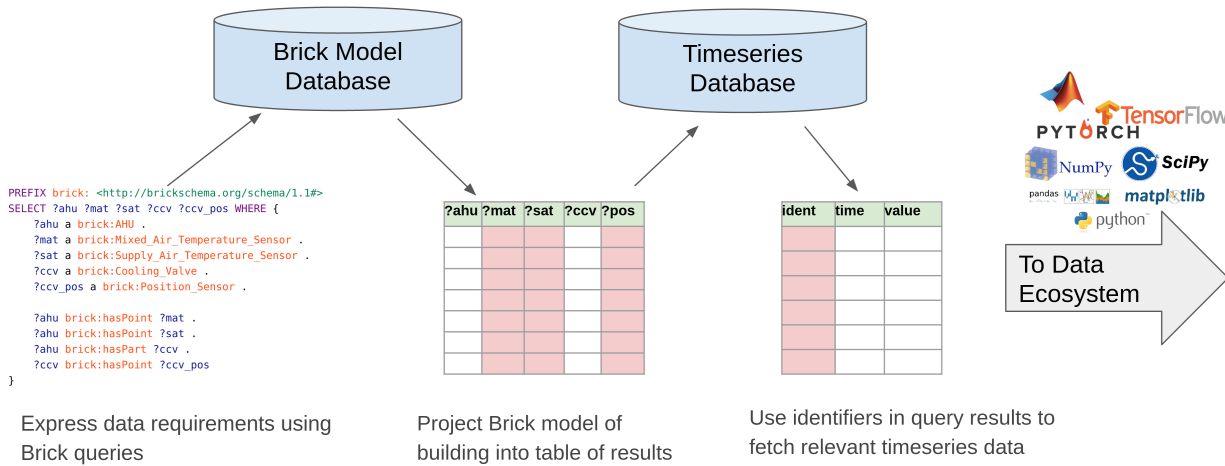 Brick Model
Database
Timeseries
Database
PREFIX brick: <http://brickschema.org/schema/1.1#>
SELECT ?ahu ?mat ?sat ?ccv ?ccv_pos WHERE {
    ?ahu a brick:AHU .
    ?mat a brick:Mixed_Air_Temperature_Sensor .
    ?sat a brick:Supply_Air_Temperature_Sensor .
    ?ccv a brick:Cooling_Valve .
    ?ccv_pos a brick:Position_Sensor .
    ?ahu brick:hasPoint ?mat .
    ?ahu brick:hasPoint ?sat .
    ?ahu brick:hasPart ?ccv .
    ?ccv brick:hasPoint ?ccv_pos
}
?ahu ?mat ?sat ?ccv ?pos
ident time value
TensorFlow
PYTORCH
NumPy SciPy
pandas matplotlib
python™
To Data
Ecosystem
Express data requirements using
Brick queries
Project Brick model of
building into table of results
Use identifiers in query results to
fetch relevant timeseries data